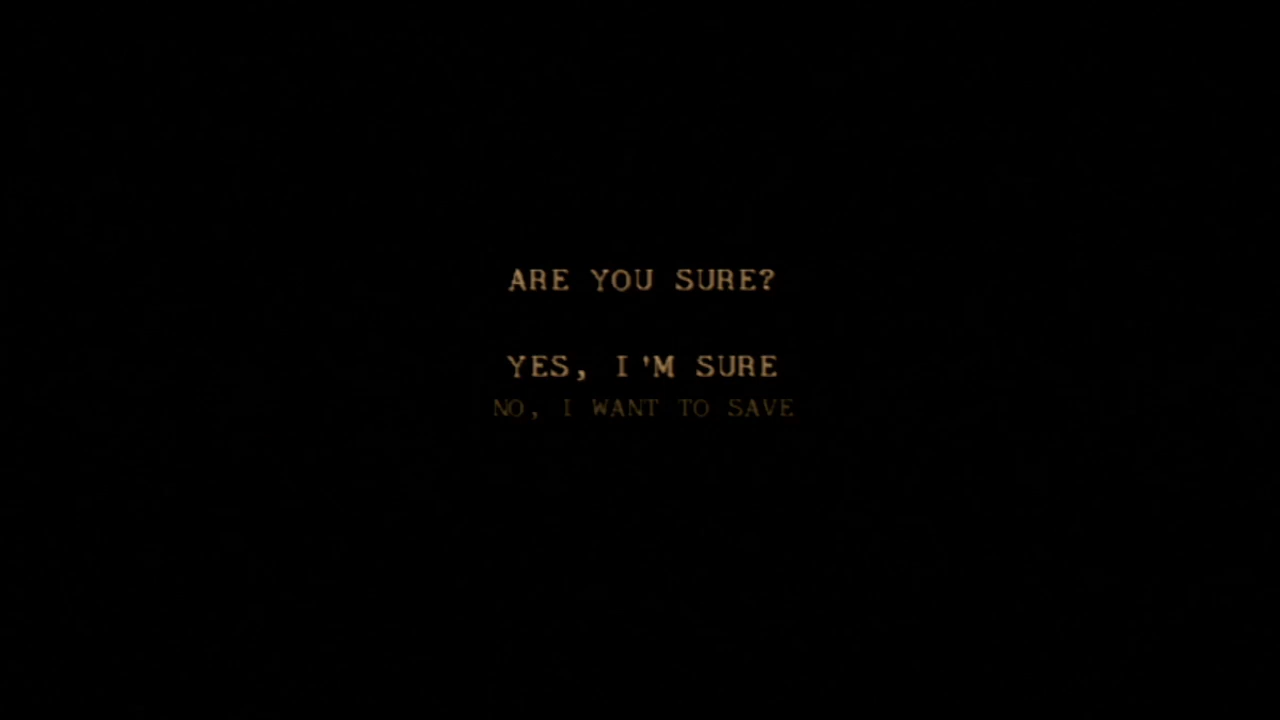 ARE YOU SURE?
YES, I'M SURE
NO, I WANT TO SAVE